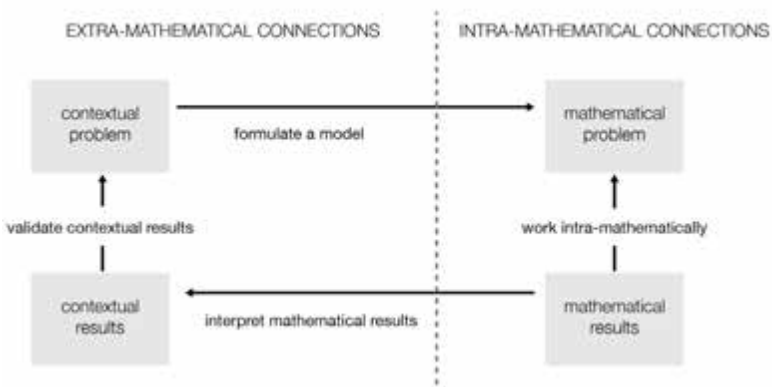 EXTRA-MATHEMATICAL CONNECTIONS
INTRA-MATHEMATICAL CONNECTIONS
contextual
problem
formulate a model
mathematical
problem
validate contextual results
work intra-mathematically
contextual
results
interpret mathematical results
mathematical
results